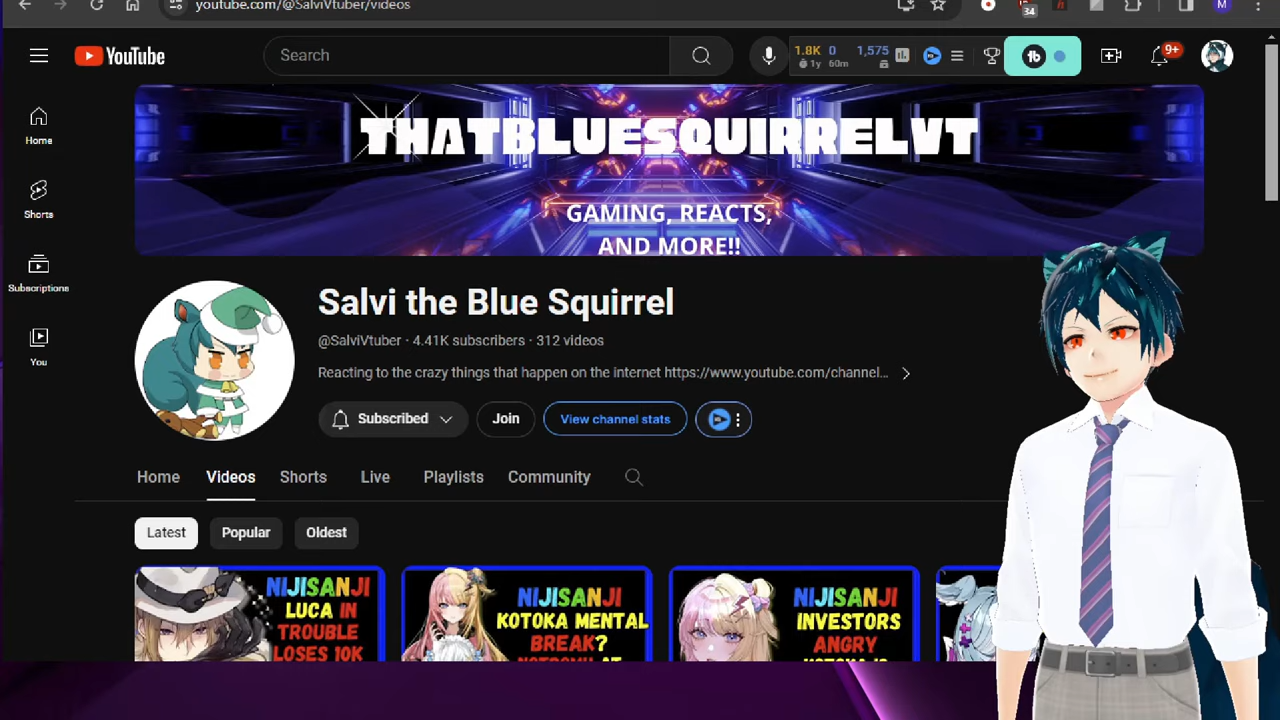 youtube.com/@SalviVtuber/videos
34
M
YouTube
Search
1.8K 0 1,575
1y 60m
tb
9+
Home
Shorts
Subscriptions
You
THATBLUESQUIRRELVT
GAMING, REACTS,
AND MORE!!
Salvi the Blue Squirrel
@SalviVtuber · 4.41K subscribers · 312 videos
Reacting to the crazy things that happen on the internet https://www.youtube.com/channel...
Subscribed
Join
View channel stats
Home Videos Shorts Live Playlists Community
Latest Popular Oldest
NIJISANJI
LUCA IN
TROUBLE
LOSES 10K
NIJISANJI
KOTOKA MENTAL
BREAK?
NIJISANJI
INVESTORS
ANGRY